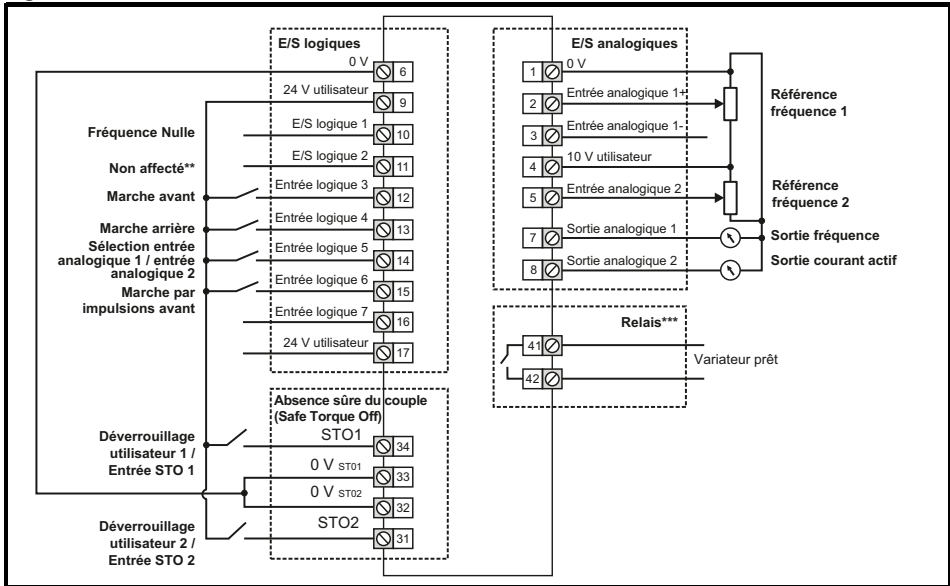 E/S logiques
0 V
6
24 V utilisateur
9
Fréquence Nulle
E/S logique 1
10
Non affecté**
E/S logique 2
11
Marche avant
Entrée logique 3
12
Marche arrière
Entrée logique 4
13
Sélection entrée
analogique 1 / entrée
analogique 2
Entrée logique 5
14
Marche par
impulsions avant
Entrée logique 6
15
Entrée logique 7
16
24 V utilisateur
17
Absence sûre du couple
(Safe Torque Off)
Déverrouillage
utilisateur 1 /
Entrée STO 1
STO1
34
0 V ST01
33
0 V ST02
32
Déverrouillage
utilisateur 2 /
Entrée STO 2
STO2
31
E/S analogiques
1
0 V
2
Entrée analogique 1+
Référence
fréquence 1
3
Entrée analogique 1-
4
10 V utilisateur
5
Entrée analogique 2
Référence
fréquence 2
7
Sortie analogique 1
Sortie fréquence
8
Sortie analogique 2
Sortie courant actif
Relais***
41
42
Variateur prêt